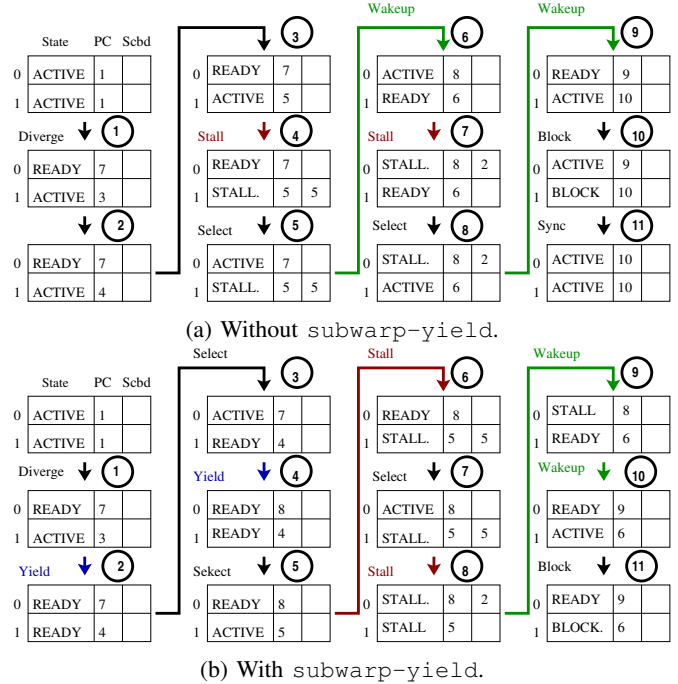 Wakeup Wakeup
State PC Scbd 3 6 9
0 ACTIVE 1 0 READY 7 0 ACTIVE 8 0 READY 9
1 ACTIVE 1 1 ACTIVE 5 1 READY 6 1 ACTIVE 10
Diverge 1 Stall 4 Stall 7 Block 10
0 READY 7 0 READY 7 0 STALL. 8 2 0 ACTIVE 9
1 ACTIVE 3 1 STALL. 5 5 1 READY 6 1 BLOCK 10
2 Select 5 Select 8 Sync 11
0 READY 7 0 ACTIVE 7 0 STALL. 8 2 0 ACTIVE 10
1 ACTIVE 4 1 STALL. 5 5 1 ACTIVE 6 1 ACTIVE 10
(a) Without subwarp-yield.
Select Stall Wakeup
State PC Scbd 3 6 9
0 ACTIVE 1 0 ACTIVE 7 0 READY 8 0 STALL 8
1 ACTIVE 1 1 READY 4 1 STALL. 5 5 1 READY 6
Diverge 1 Yield 4 Select 7 Wakeup 10
0 READY 7 0 READY 8 0 ACTIVE 8 0 READY 9
1 ACTIVE 3 1 READY 4 1 STALL. 5 5 1 ACTIVE 6
Yield 2 Sekect 5 Stall 8 Block 11
0 READY 7 0 READY 8 0 STALL. 8 2 0 READY 9
1 READY 4 1 ACTIVE 5 1 STALL 5 1 BLOCK. 6
(b) With subwarp-yield.